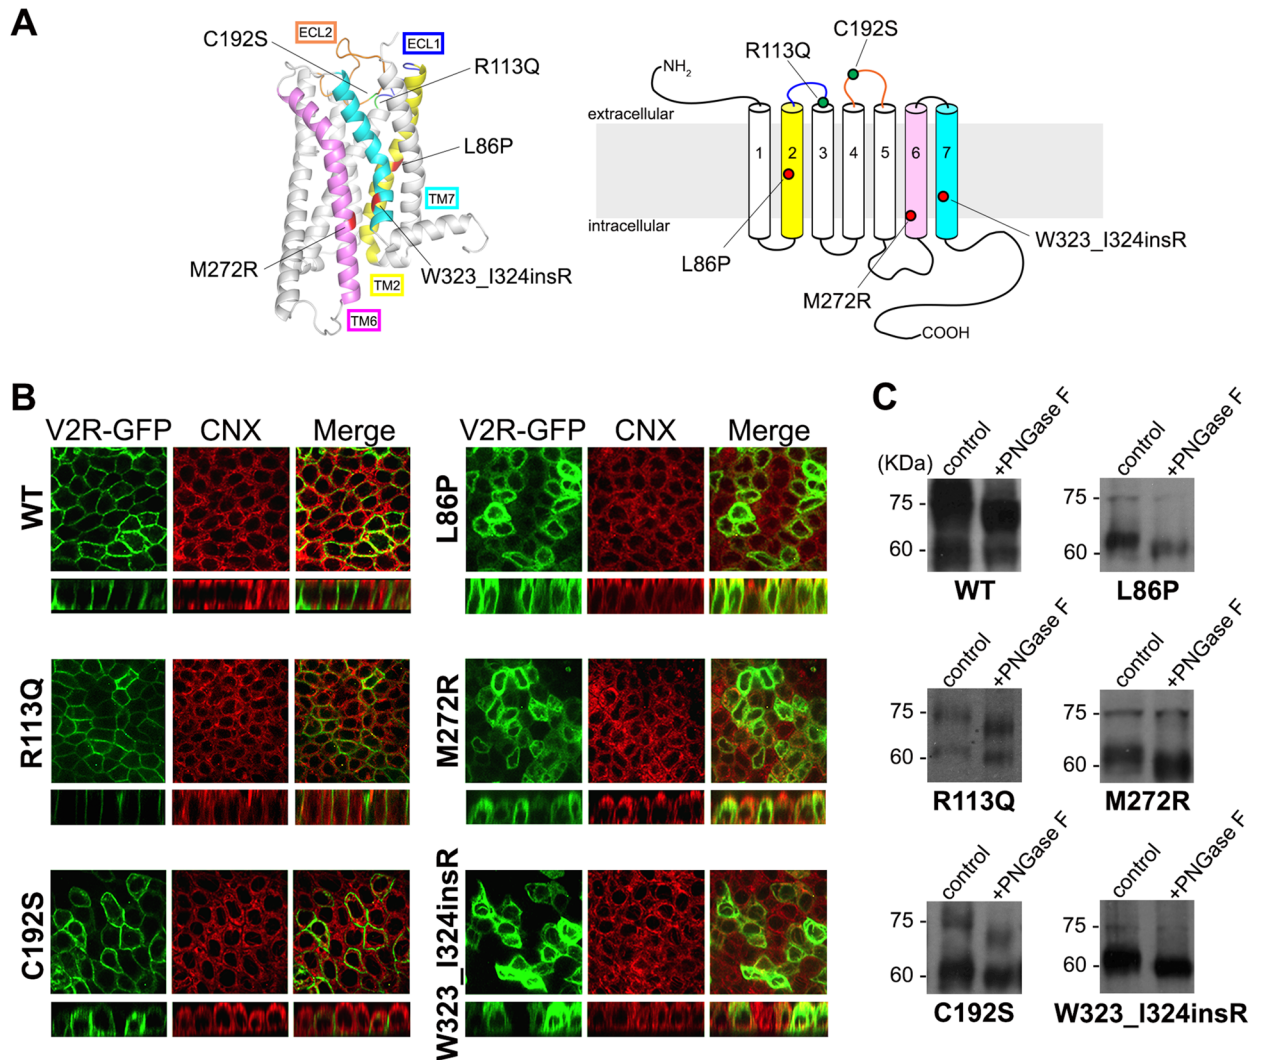 A
ECL2
ECL1
C192S
R113Q
L86P
TM7
M272R
W323_I324insR
TM2
TM6
C192S
R113Q
NH2
extracellular
1 2 3 4 5 6 7
intracellular
L86P
W323_I324insR
M272R
COOH
B
V2R-GFP CNX Merge
WT
R113Q
C192S
V2R-GFP CNX Merge
L86P
M272R
W323_I324insR
C
(KDa) control +PNGase F
75 -
60 -
WT
control +PNGase F
75 -
60 -
L86P
control +PNGase F
75 -
60 -
R113Q
control +PNGase F
75 -
60 -
M272R
control +PNGase F
75 -
60 -
C192S
control +PNGase F
75 -
60 -
W323_I324insR